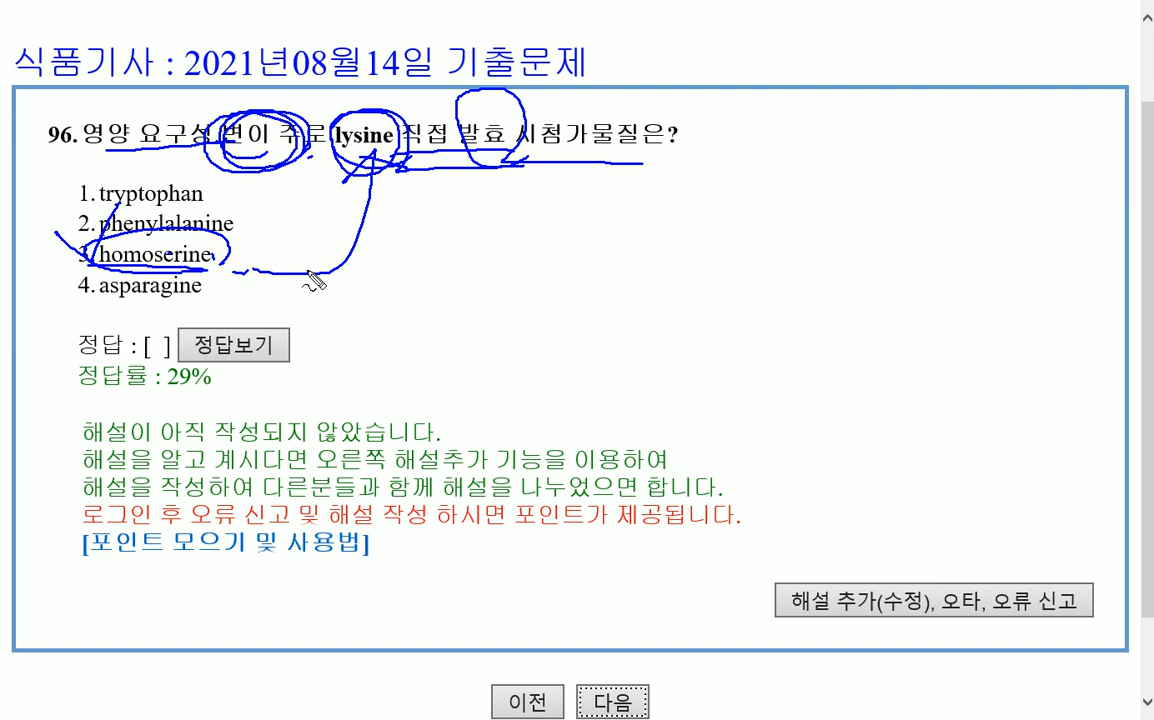 식품기사 : 2021년08월14일 기출문제
96. 영양 요구성 변이 주로 lysine 직접 발효 시첨가물질은?
1. tryptophan
2. phenylalanine
3. homoserine
4. asparagine
정답 : [ ] 정답보기
정답률 : 29%
해설이 아직 작성되지 않았습니다.
해설을 알고 계시다면 오른쪽 해설추가 기능을 이용하여
해설을 작성하여 다른분들과 함께 해설을 나누었으면 합니다.
로그인 후 오류 신고 및 해설 작성 하시면 포인트가 제공됩니다.
[포인트 모으기 및 사용법]
해설 추가(수정), 오타, 오류 신고
이전 다음